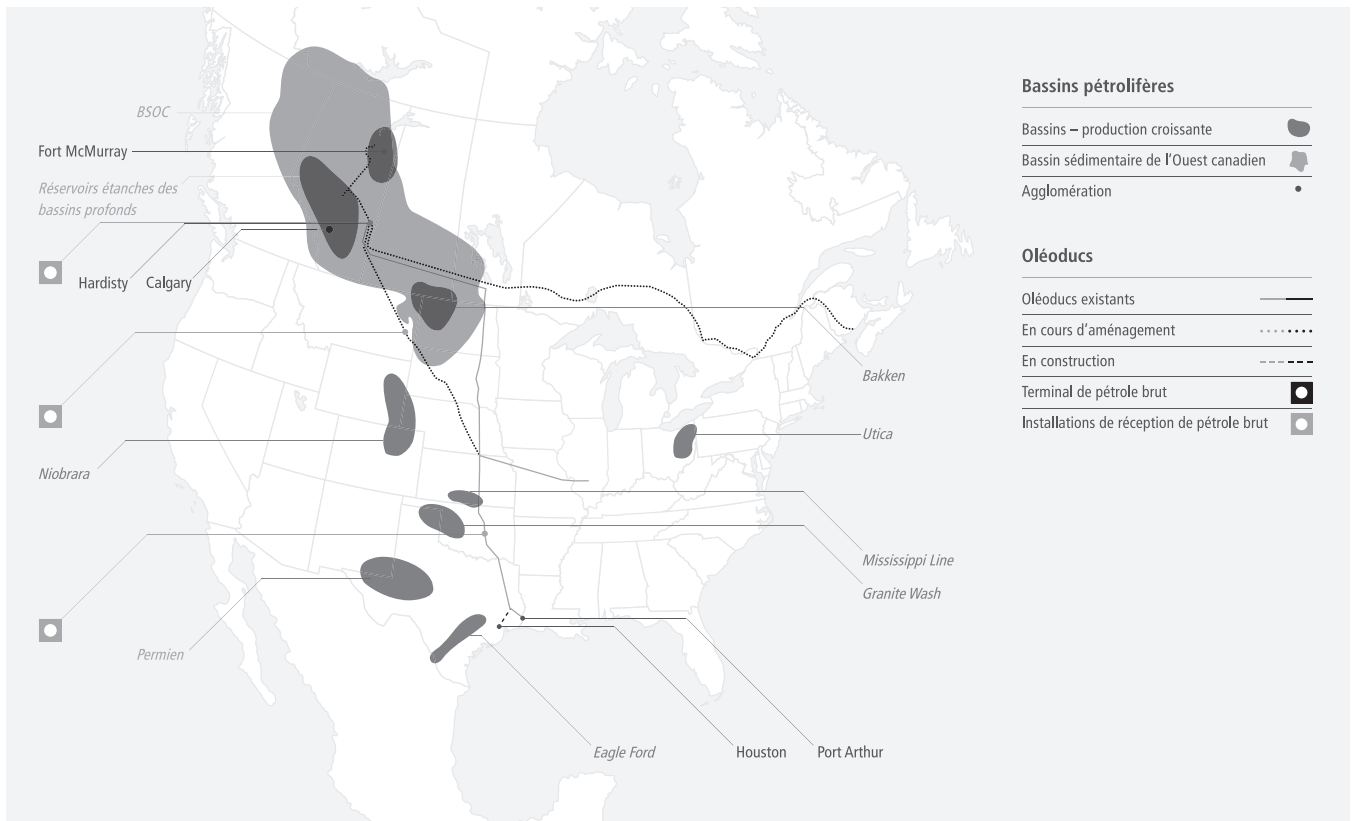 BSOC
Fort McMurray
Réservoirs étanches des
bassins profonds
Hardisty
Calgary
Niobrara
Permien
Bakken
Utica
Mississippi Line
Granite Wash
Eagle Ford
Houston
Port Arthur
Bassins pétrolifères
Bassins – production croissante
Bassin sédimentaire de l'Ouest canadien
Agglomération
Oléoducs
Oléoducs existants
En cours d'aménagement
En construction
Terminal de pétrole brut
Installations de réception de pétrole brut